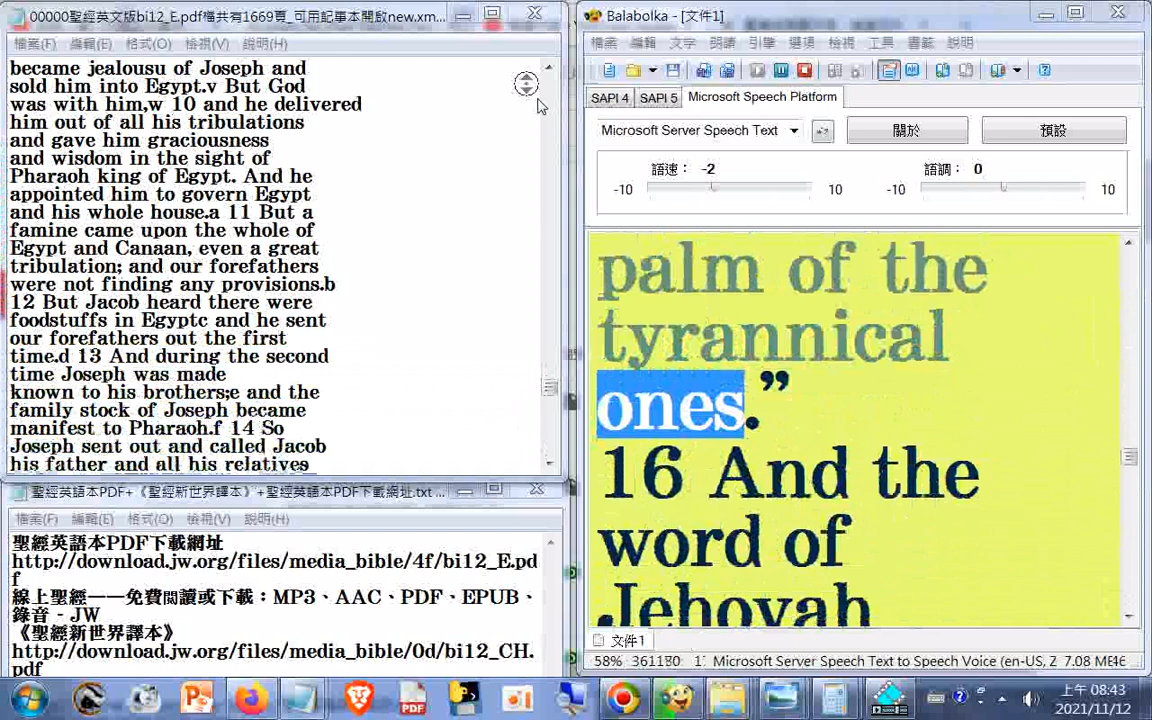 00000聖經英文版bi12_E.pdf檔共有1669頁_可用記事本開啟new.xm...
檔案(F) 編輯(E) 格式(O) 檢視(V) 說明(H)
became jealousu of Joseph and
sold him into Egypt.v But God
was with him,w 10 and he delivered
him out of all his tribulations
and gave him graciousness
and wisdom in the sight of
Pharaoh king of Egypt. And he
appointed him to govern Egypt
and his whole house.a 11 But a
famine came upon the whole of
Egypt and Canaan, even a great
tribulation; and our forefathers
were not finding any provisions.b
12 But Jacob heard there were
foodstuffs in Egyptc and he sent
our forefathers out the first
time.d 13 And during the second
time Joseph was made
known to his brothers;e and the
family stock of Joseph became
manifest to Pharaoh.f 14 So
Joseph sent out and called Jacob
his father and all his relatives
聖經英語本PDF+《聖經新世界譯本》+聖經英語本PDF下載網址.txt ...
檔案(F) 編輯(E) 格式(O) 檢視(V) 說明(H)
聖經英語本PDF下載網址
http://download.jw.org/files/media_bible/4f/bi12_E.pd
f
線上聖經——免費閱讀或下載：MP3、AAC、PDF、EPUB、
錄音 - JW
《聖經新世界譯本》
http://download.jw.org/files/media_bible/0d/bi12_CH.
pdf
Balabolka - [文件1]
檔案 編輯 文字 朗讀 引擎 選項 檢視 工具 書籤 說明
SAPI 4 SAPI 5 Microsoft Speech Platform
Microsoft Server Speech Text 關於 預設
語速： -2 語調： 0
-10 10 -10 10
palm of the
tyrannical
ones.”
16 And the
word of
Jehovah
文件1
58% 361180 Microsoft Server Speech Text to Speech Voice (en-US, Z 7.08 ME
上午 08:43
2021/11/12